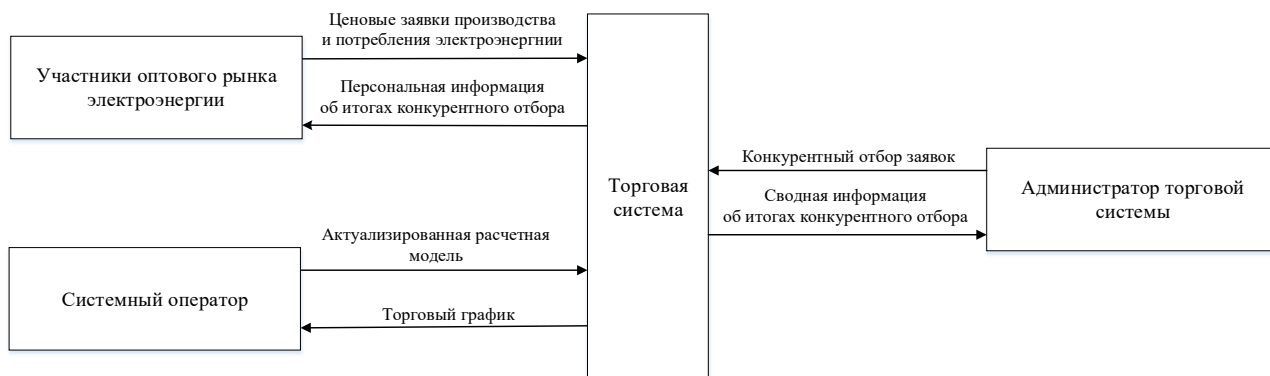 Ценовые заявки производства
и потребления электроэнергнии
Участники оптового рынка
электроэнергии
Персональная информация
об итогах конкурентного отбора
Торговая
система
Конкурентный отбор заявок
Сводная информация
об итогах конкурентного отбора
Администратор торговой
системы
Актуализированная расчетная
модель
Системный оператор
Торговый график